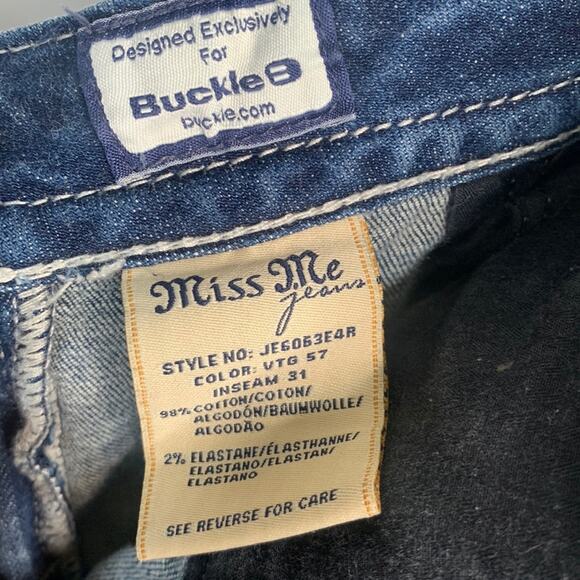 Designed Exclusively
For
Buckle B
buckle.com
Miss Me
jeans
STYLE NO: JE6063E4R
COLOR: VTG 57
INSEAM 31
98% COTTON/COTON/
ALGODÓN/BAUMWOLLE/
ALGODÃO
2% ELASTANE/ÉLASTHANNE/
ELASTANO/ELASTAN/
ELASTANO
SEE REVERSE FOR CARE